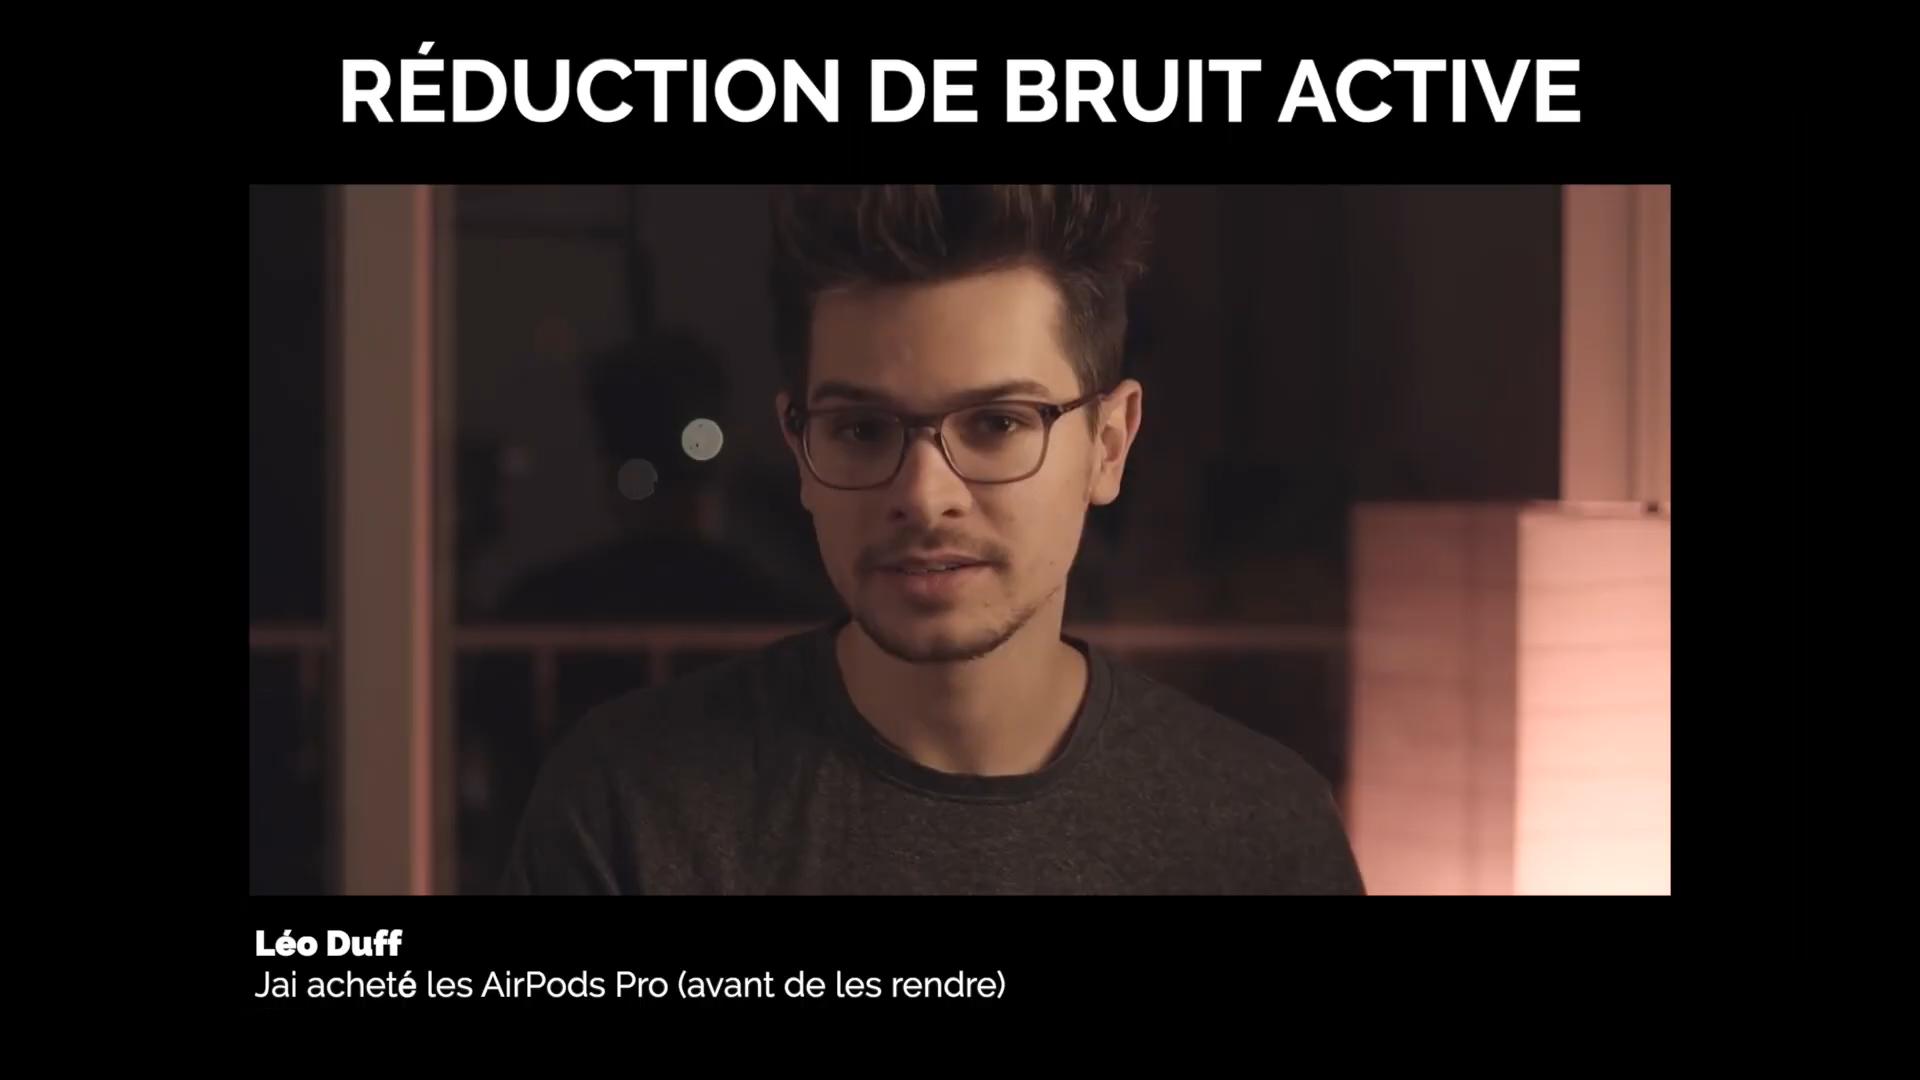 RÉDUCTION DE BRUIT ACTIVE
Léo Duff
Jai acheté les AirPods Pro (avant de les rendre)